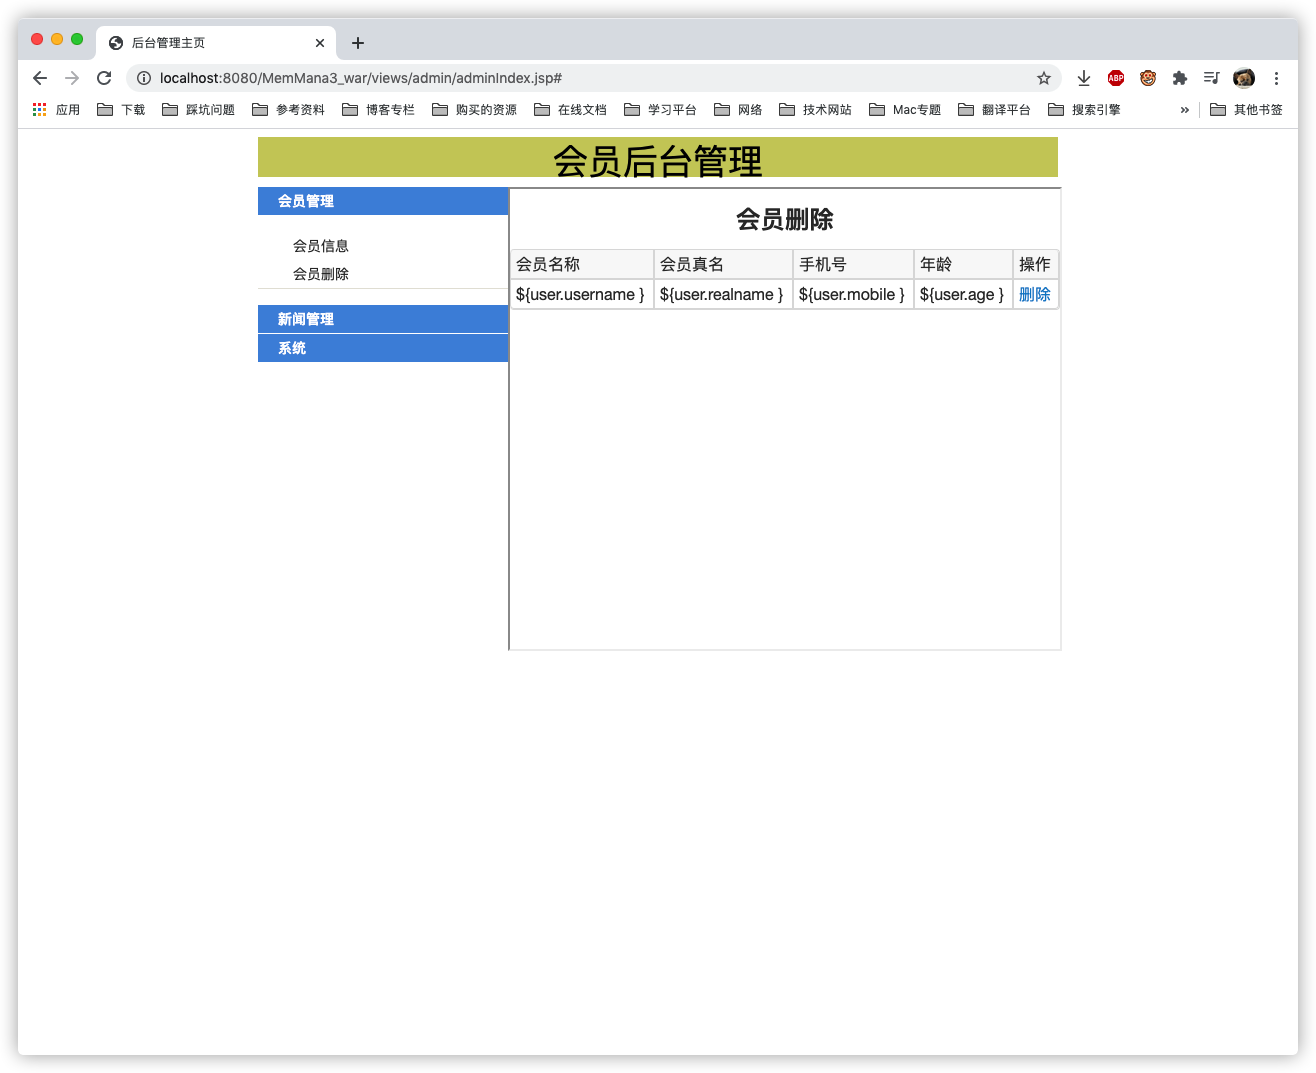 后台管理主页
localhost:8080/MemMana3_war/views/admin/adminIndex.jsp#
ABP
应用 下载 踩坑问题 参考资料 博客专栏 购买的资源 在线文档 学习平台 网络 技术网站 Mac专题 翻译平台 搜索引擎 » 其他书签
会员后台管理
会员管理
会员信息
会员删除
新闻管理
系统
会员删除
会员名称 会员真名 手机号 年龄 操作
${user.username } ${user.realname } ${user.mobile } ${user.age } 删除